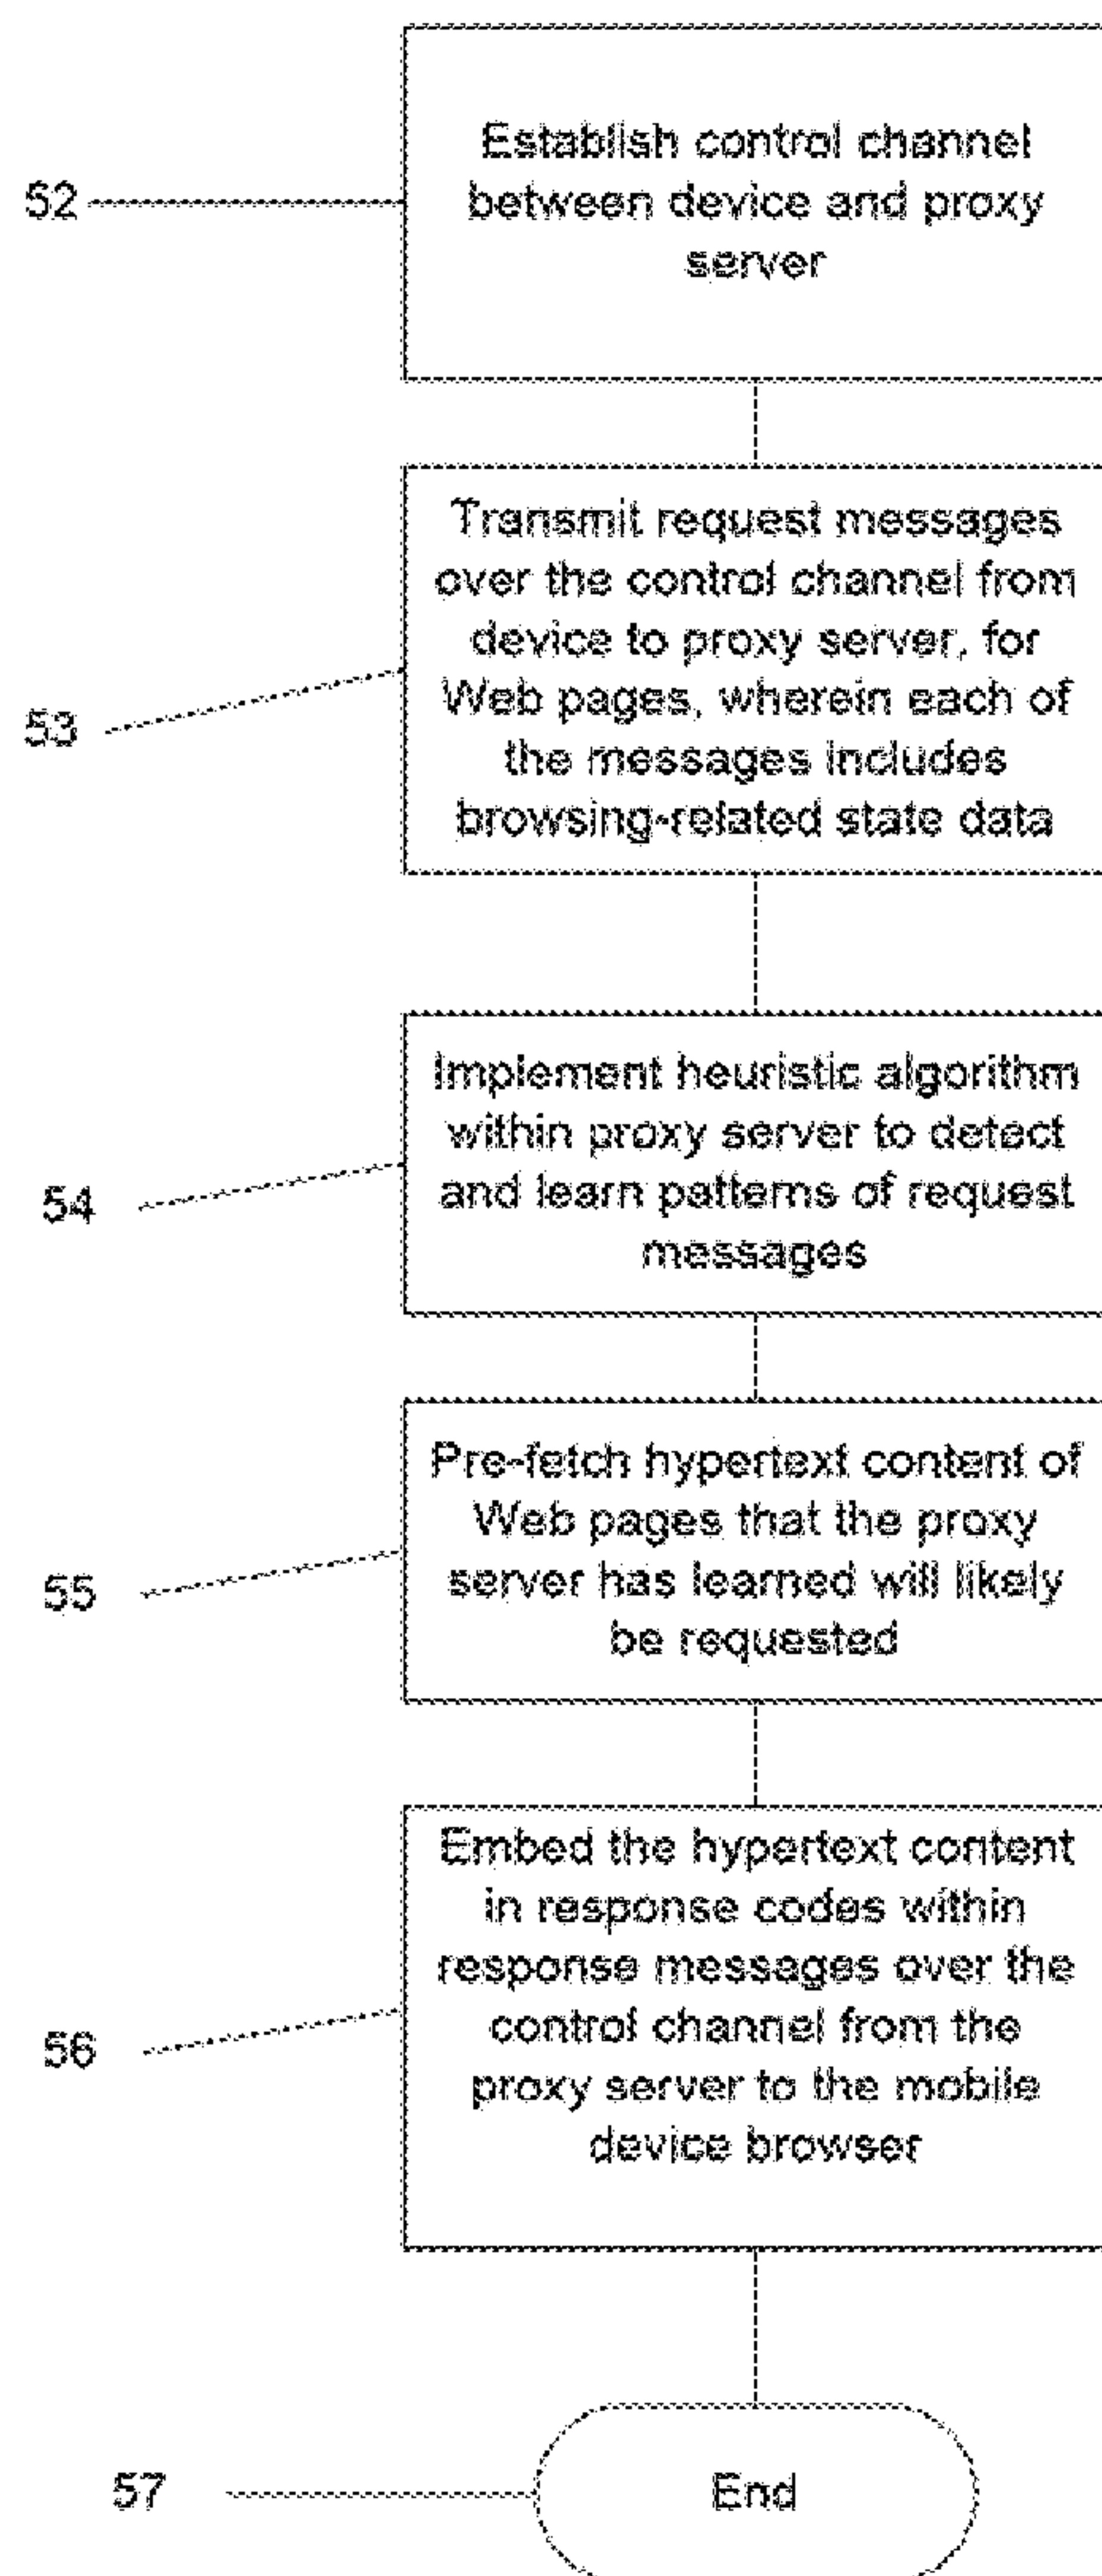 52
Establish control channel
between device and proxy
server
53
Transmit request messages
over the control channel from
device to proxy server, for
Web pages, wherein each of
the messages includes
browsing-related state data
54
Implement heuristic algorithm
within proxy server to detect
and learn patterns of request
messages
55
Pre-fetch hypertext content of
Web pages that the proxy
server has learned will likely
be requested
56
Embed the hypertext content
in response codes within
response messages over the
control channel from the
proxy server to the mobile
device browser
57
End